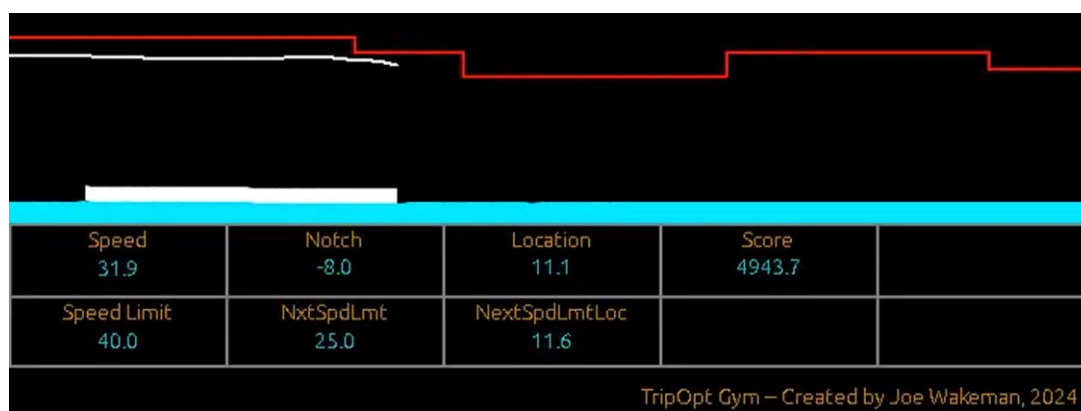 Speed Notch Location Score
31.9 -8.0 11.1 4943.7
Speed Limit NxtSpdLmt NextSpdLmtLoc
40.0 25.0 11.6
TripOpt Gym – Created by Joe Wakeman, 2024